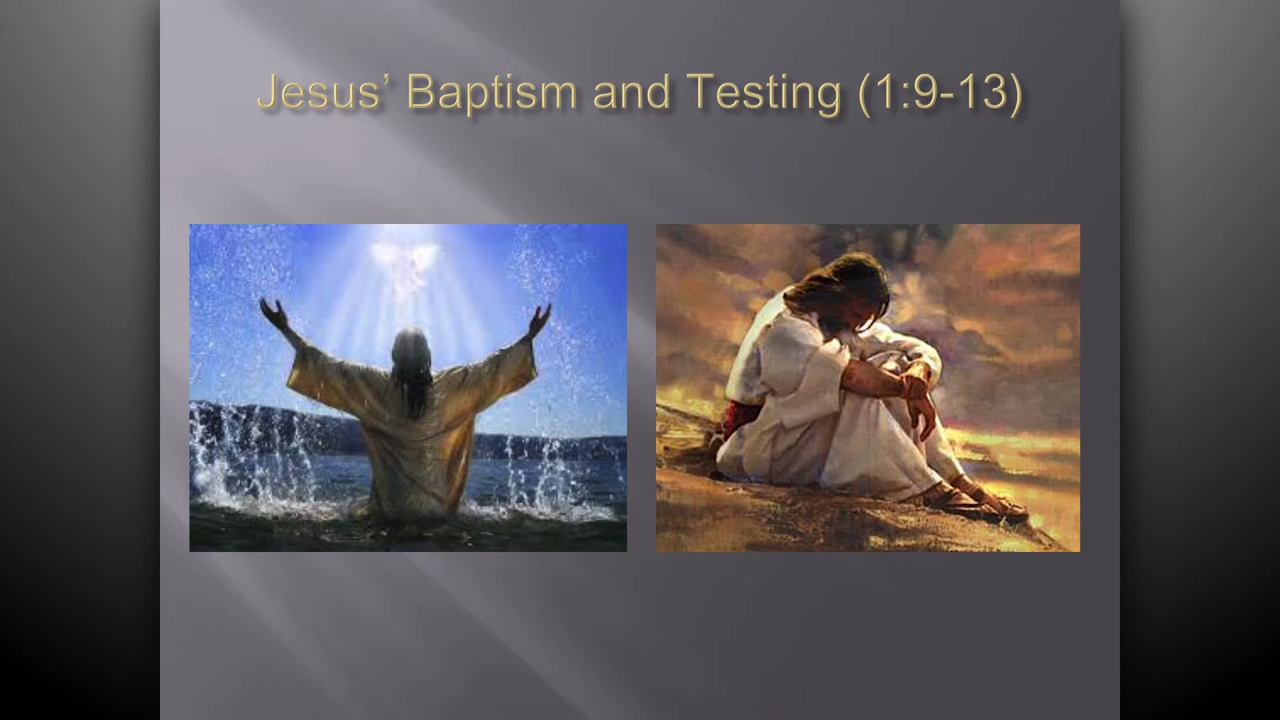 Jesus’ Baptism and Testing (1:9-13)